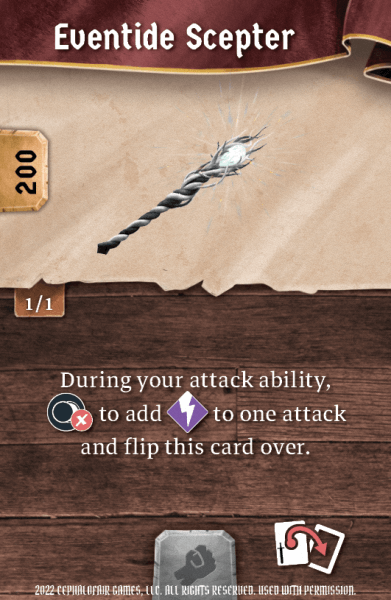 Eventide Scepter
200
1/1
During your attack ability,
to add to one attack
and flip this card over.
2022 CEPHALOFAIR GAMES, LLC. ALL RIGHTS RESERVED. USED WITH PERMISSION.